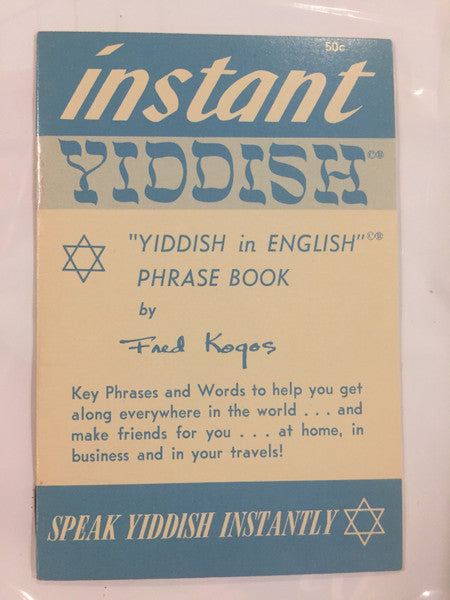 50c
instant
YIDDISH ©®
"YIDDISH in ENGLISH" ©®
PHRASE BOOK
by
Fred Kogos
Key Phrases and Words to help you get
along everywhere in the world . . . and
make friends for you . . . at home, in
business and in your travels!
SPEAK YIDDISH INSTANTLY